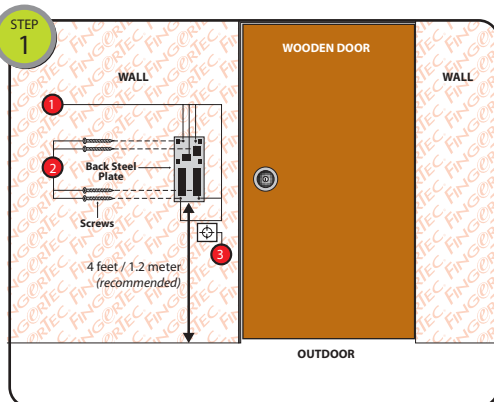 STEP
1
WALL
WOODEN DOOR
WALL
1
2
Back Steel
Plate
Screws
3
4 feet / 1.2 meter
(recommended)
OUTDOOR
FINGERTEC